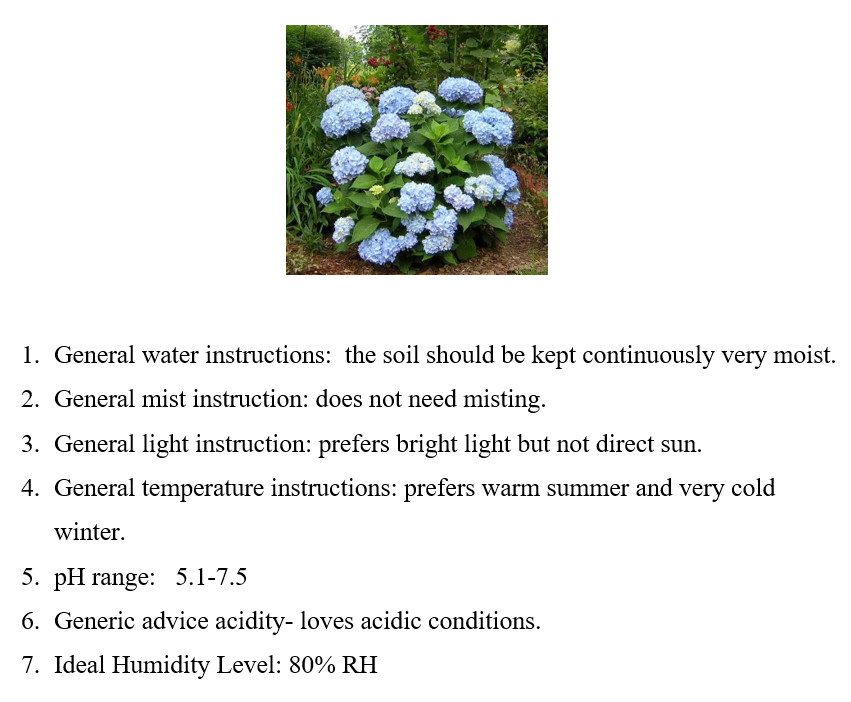 1. General water instructions:  the soil should be kept continuously very moist.
2. General mist instruction: does not need misting.
3. General light instruction: prefers bright light but not direct sun.
4. General temperature instructions: prefers warm summer and very cold
winter.
5. pH range:   5.1-7.5
6. Generic advice acidity- loves acidic conditions.
7. Ideal Humidity Level: 80% RH